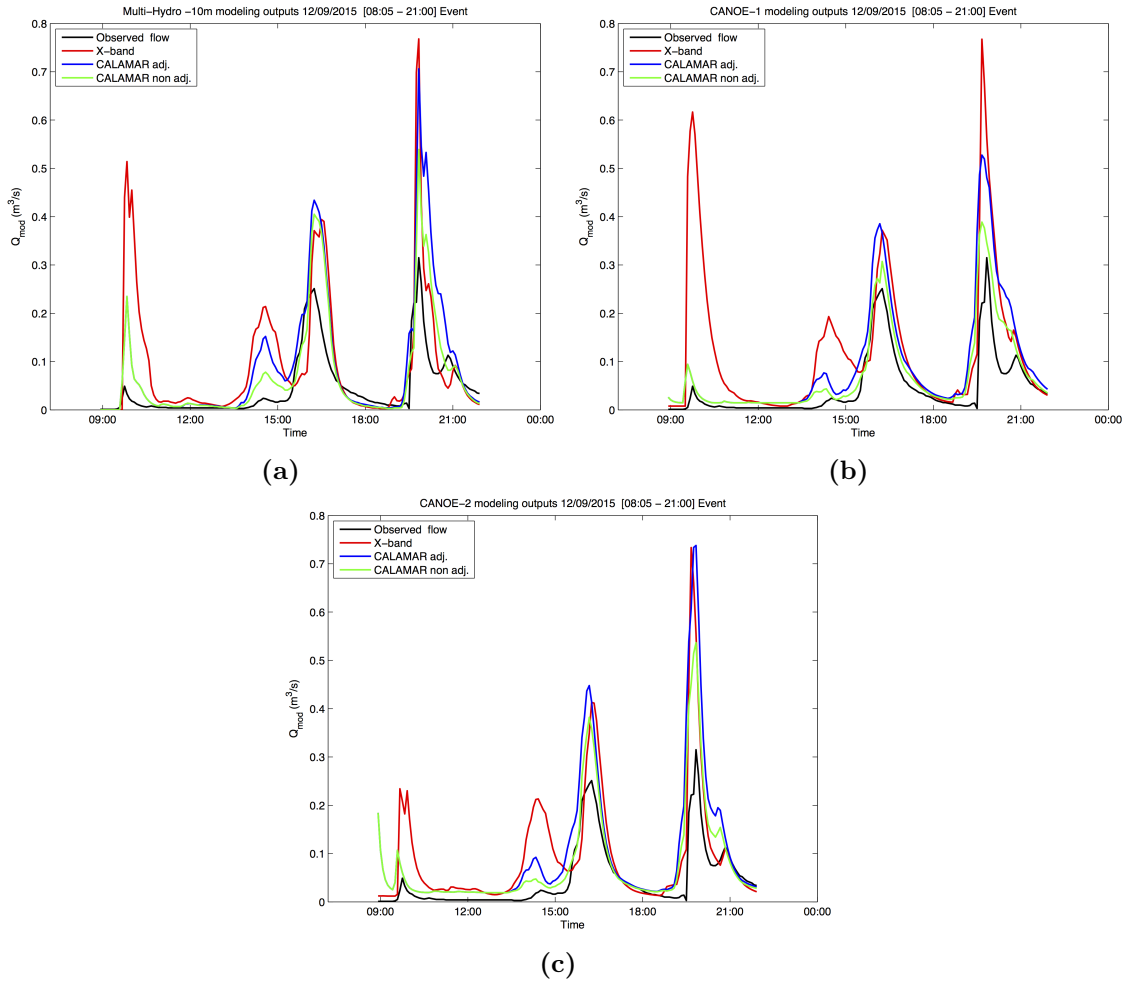 Multi-Hydro -10m modeling outputs 12/09/2015 [08:05 - 21:00] Event
0.8
0.7
0.6
0.5
0.4
0.3
0.2
0.1
0
Q_mod (m^3/s)
Observed flow
X-band
CALAMAR adj.
CALAMAR non adj.
09:00 12:00 15:00 18:00 21:00 00:00
Time
(a)
CANOE-1 modeling outputs 12/09/2015 [08:05 - 21:00] Event
0.8
0.7
0.6
0.5
0.4
0.3
0.2
0.1
0
Q_mod (m^3/s)
Observed flow
X-band
CALAMAR adj.
CALAMAR non adj.
09:00 12:00 15:00 18:00 21:00 00:00
Time
(b)
CANOE-2 modeling outputs 12/09/2015 [08:05 - 21:00] Event
0.8
0.7
0.6
0.5
0.4
0.3
0.2
0.1
0
Q_mod (m^3/s)
Observed flow
X-band
CALAMAR adj.
CALAMAR non adj.
09:00 12:00 15:00 18:00 21:00 00:00
Time
(c)